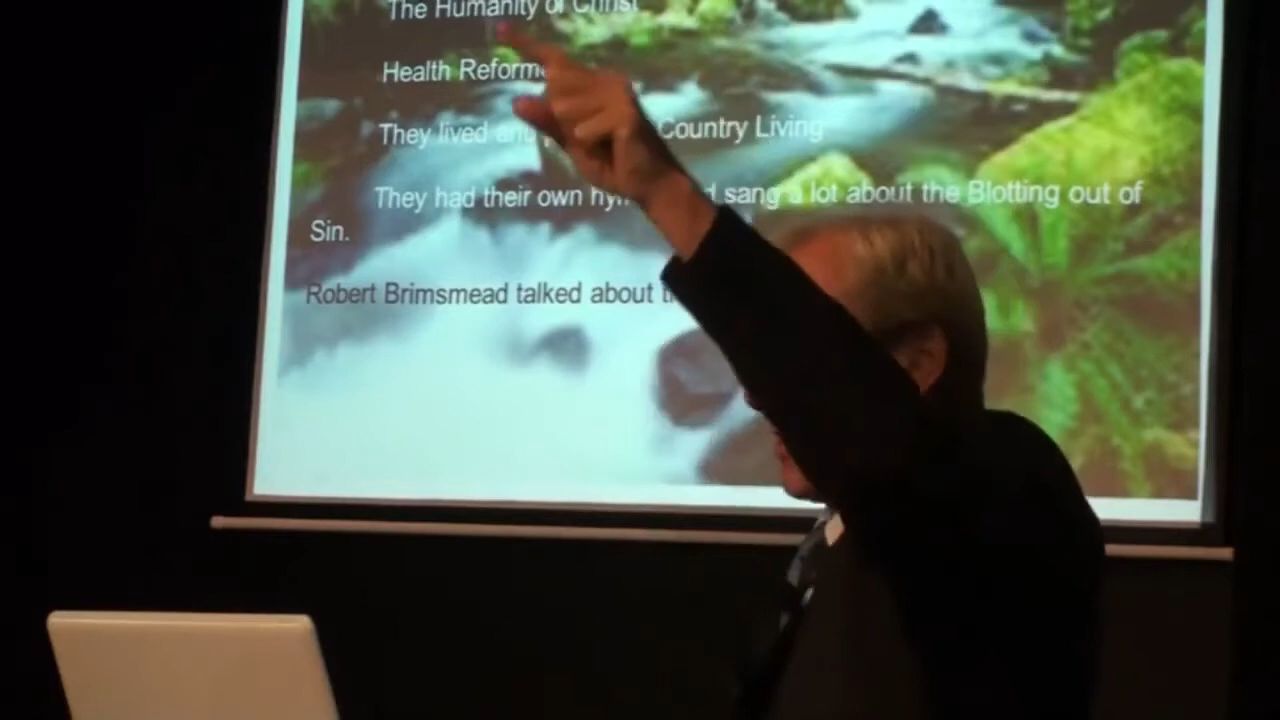 The Humanity of Christ
Health Reform
They lived and Country Living
They had their own sang a lot about the Blotting out of
Sin.
Robert Brimsmead talked about